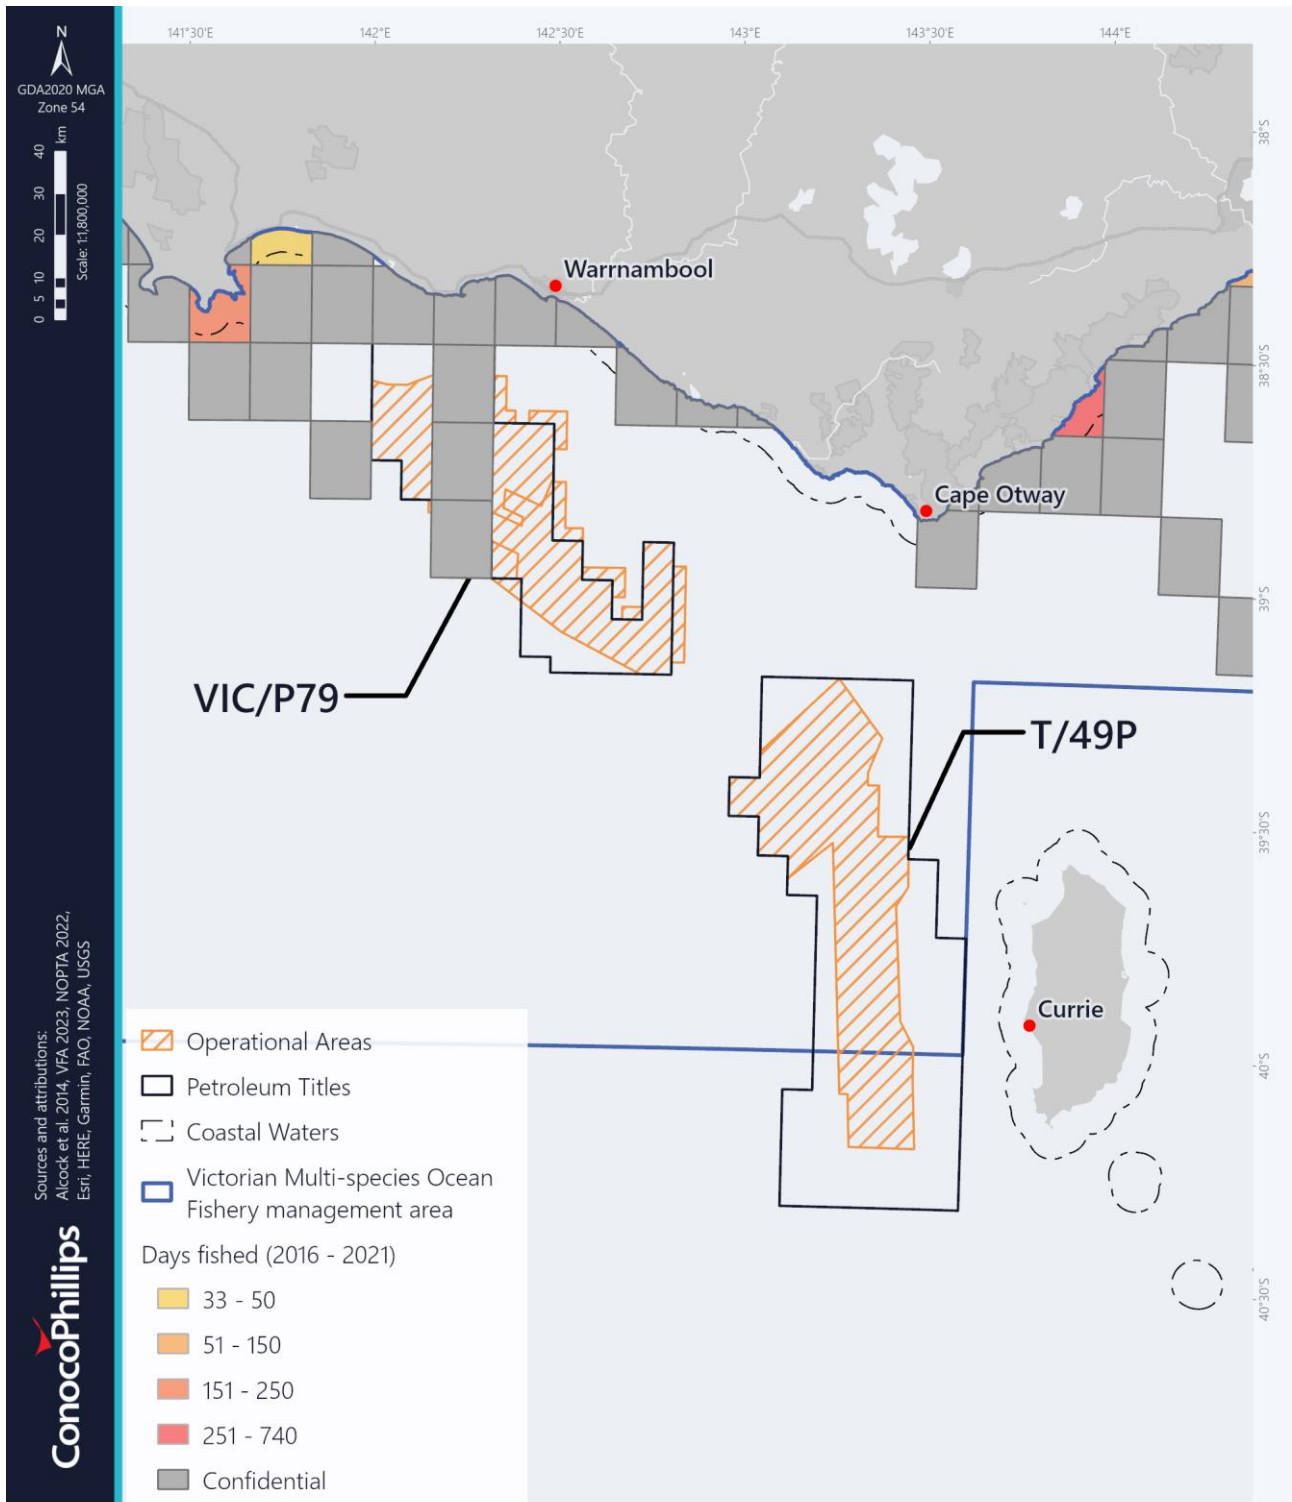 141°30'E
142°E
142°30'E
143°E
143°30'E
144°E
N
GDA2020 MGA
Zone 54
0 5 10 20 30 40 km
Scale: 1:1,800,000
38°S
38°30'S
39°S
39°30'S
40°S
40°30'S
Warrnambool
Cape Otway
VIC/P79
T/49P
Currie
Operational Areas
Petroleum Titles
Coastal Waters
Victorian Multi-species Ocean
Fishery management area
Days fished (2016 - 2021)
33 - 50
51 - 150
151 - 250
251 - 740
Confidential
Sources and attributions:
Alcock et al. 2014, VFA 2023, NOPTA 2022,
Esri, HERE, Garmin, FAO, NOAA, USGS
ConocoPhillips